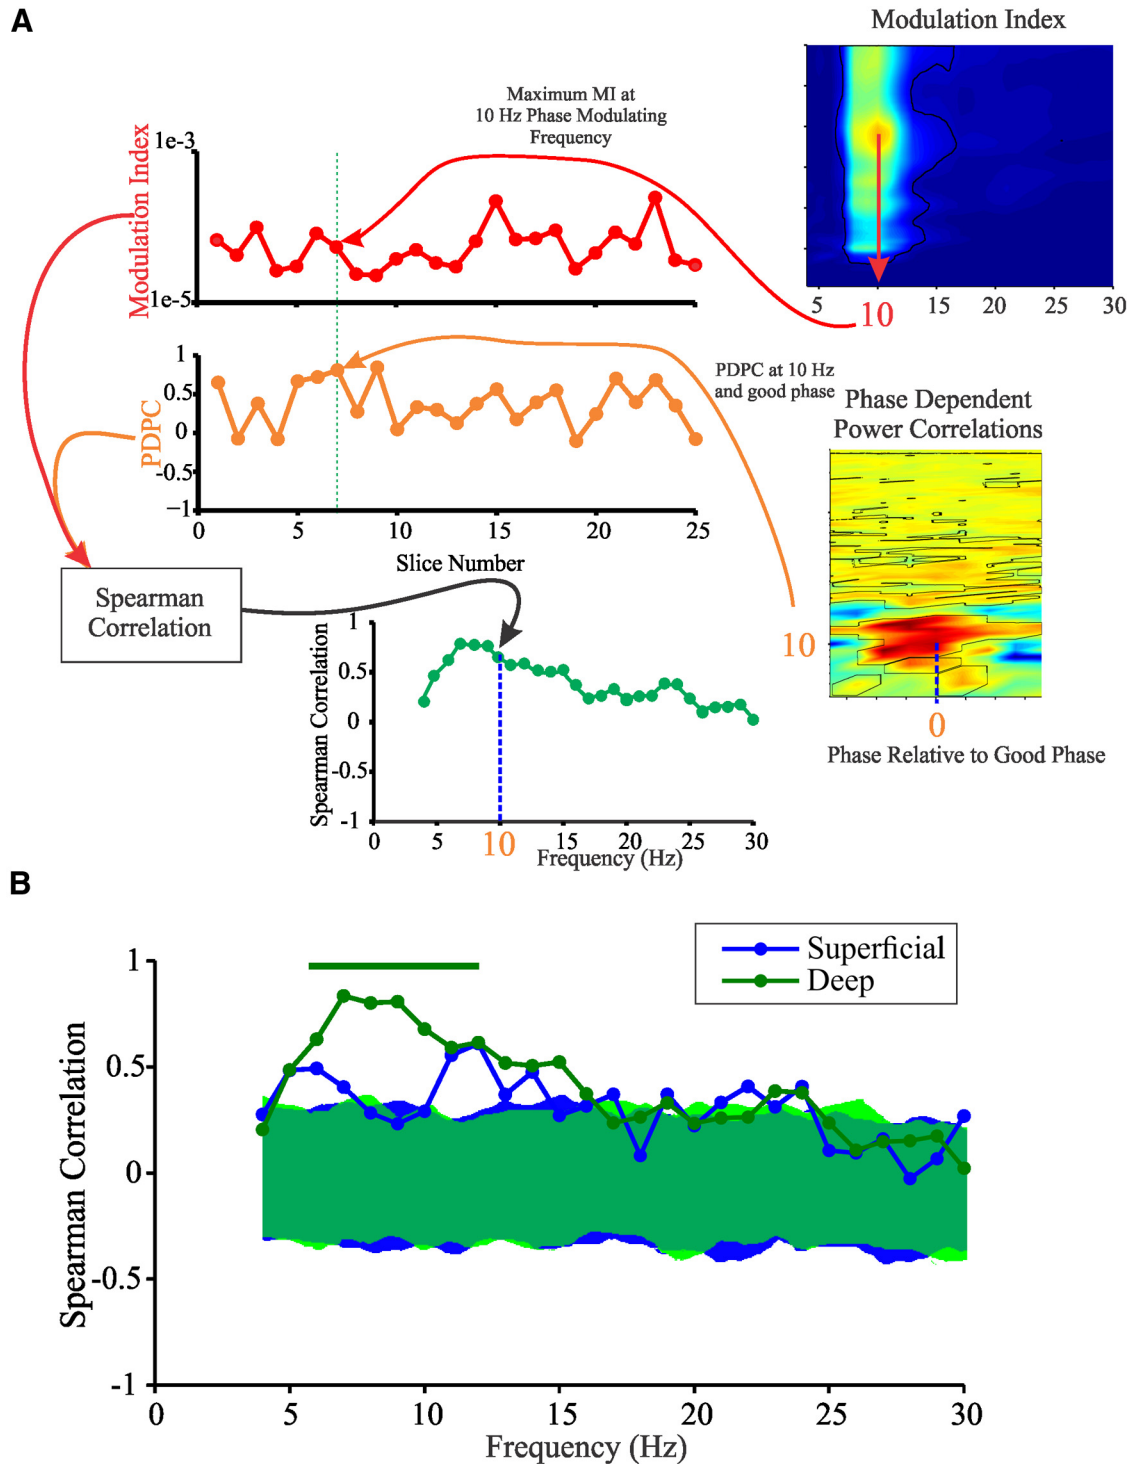 A
Modulation Index
5
10
15
20
25
30
Maximum MI at
10 Hz Phase Modulating
Frequency
Modulation Index
1e-3
1e-5
PDPC
1
0.5
0
-0.5
−1
0
5
10
15
20
25
Slice Number
PDPC at 10 Hz
and good phase
Phase Dependent
Power Correlations
10
0
Phase Relative to Good Phase
Spearman
Correlation
Spearman Correlation
1
0.5
0
-0.5
-1
0
5
10
15
20
25
30
Frequency (Hz)
B
Superficial
Deep
Spearman Correlation
1
0.5
0
-0.5
-1
0
5
10
15
20
25
30
Frequency (Hz)